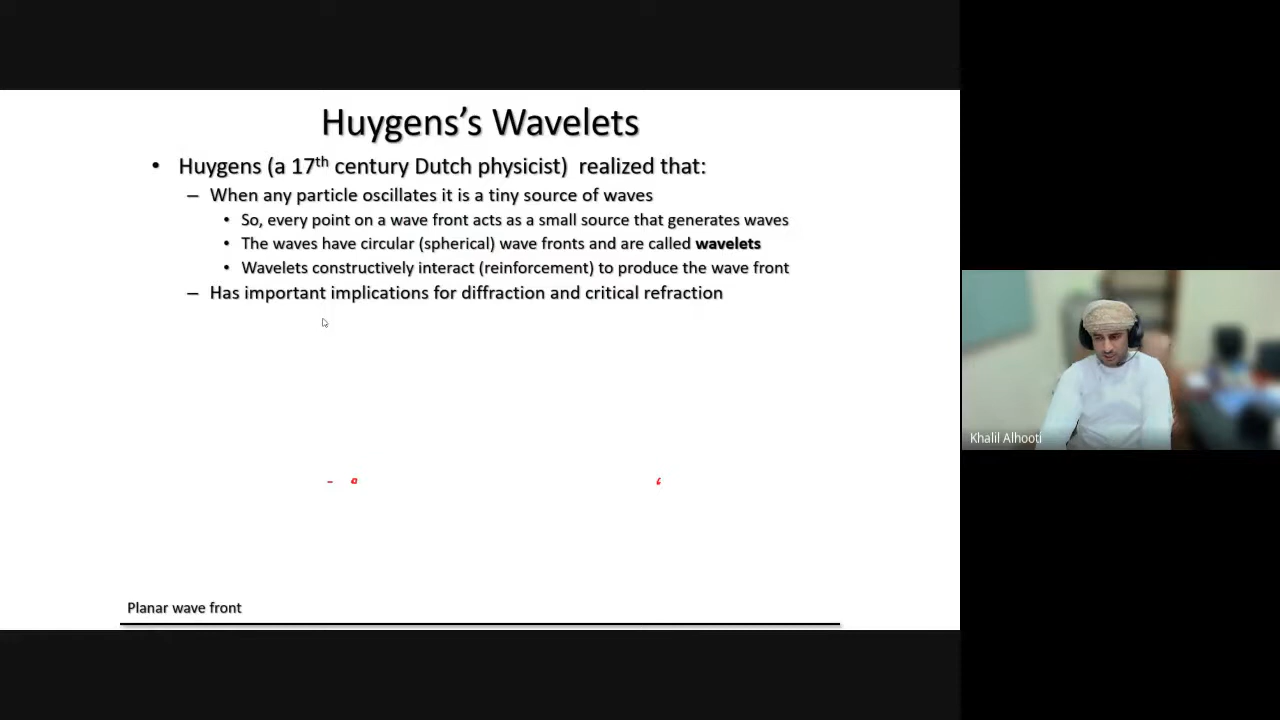 Huygens's Wavelets
• Huygens (a 17th century Dutch physicist) realized that:
– When any particle oscillates it is a tiny source of waves
• So, every point on a wave front acts as a small source that generates waves
• The waves have circular (spherical) wave fronts and are called wavelets
• Wavelets constructively interact (reinforcement) to produce the wave front
– Has important implications for diffraction and critical refraction
Planar wave front
Khalil Alhooti